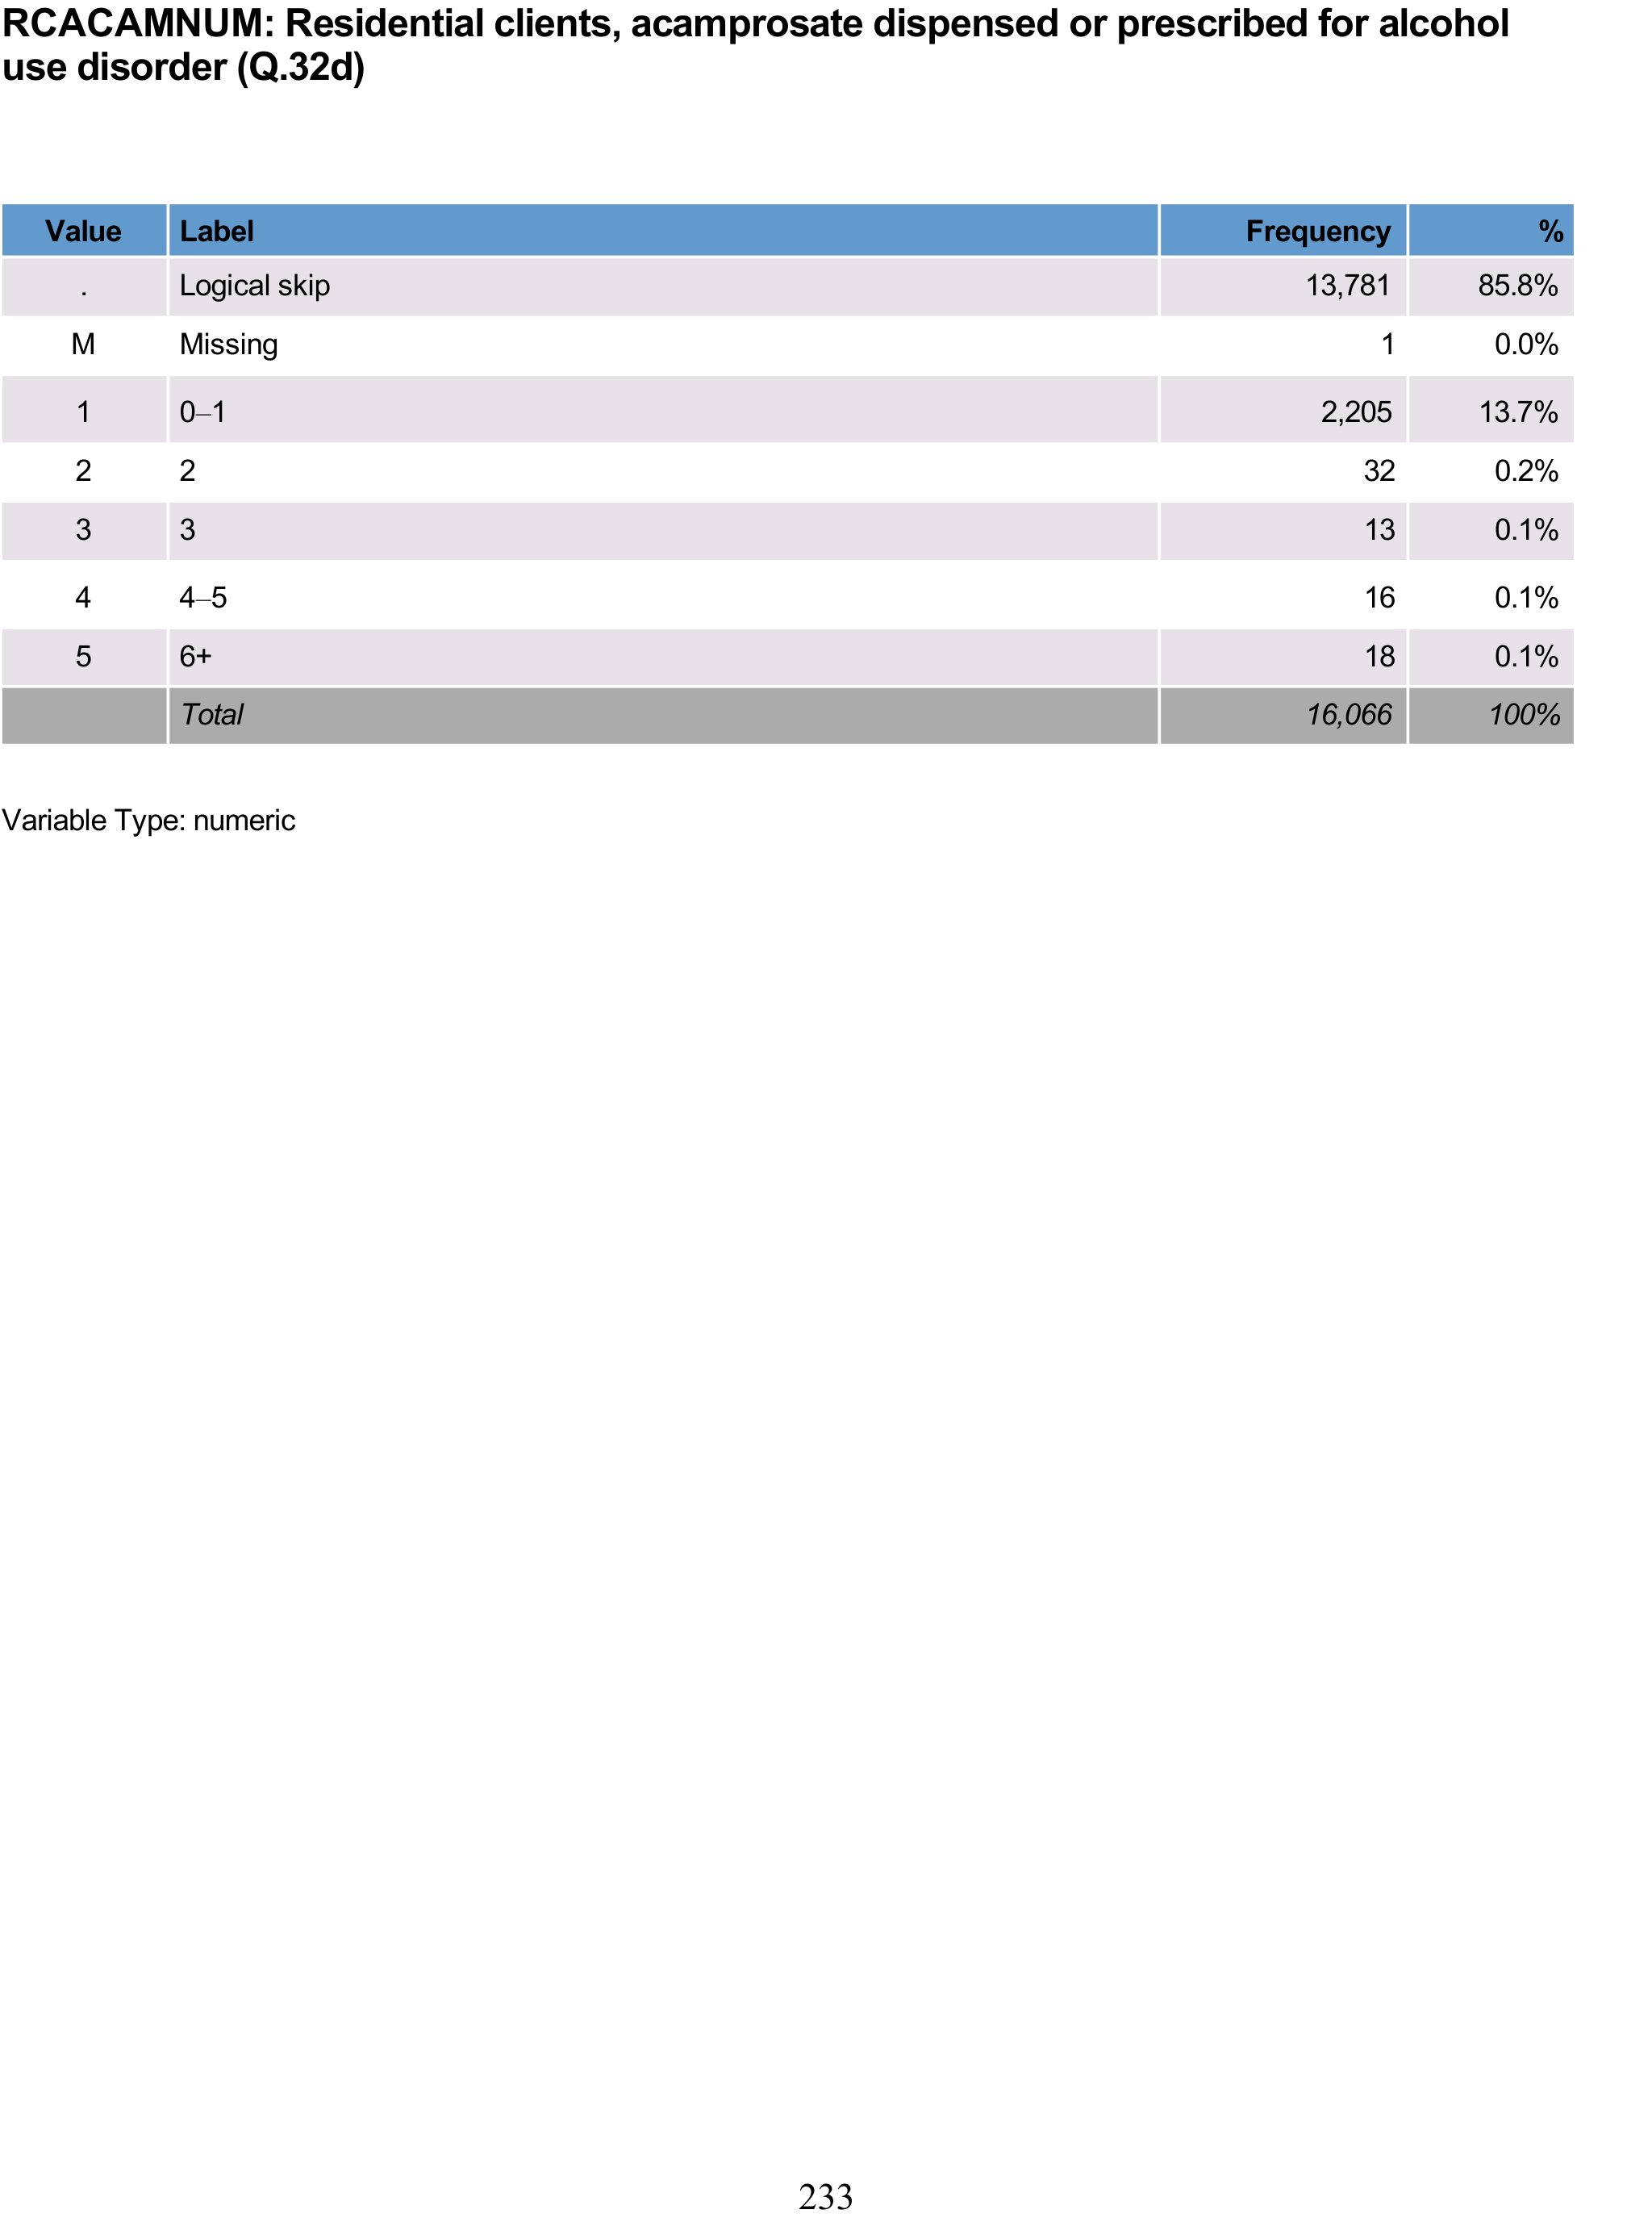 RCACAMNUM: Residential clients, acamprosate dispensed or prescribed for alcohol
use disorder (Q.32d)
Value Label Frequency %
. Logical skip 13,781 85.8%
M Missing 1 0.0%
1 0–1 2,205 13.7%
2 2 32 0.2%
3 3 13 0.1%
4 4–5 16 0.1%
5 6+ 18 0.1%
Total 16,066 100%
Variable Type: numeric
233